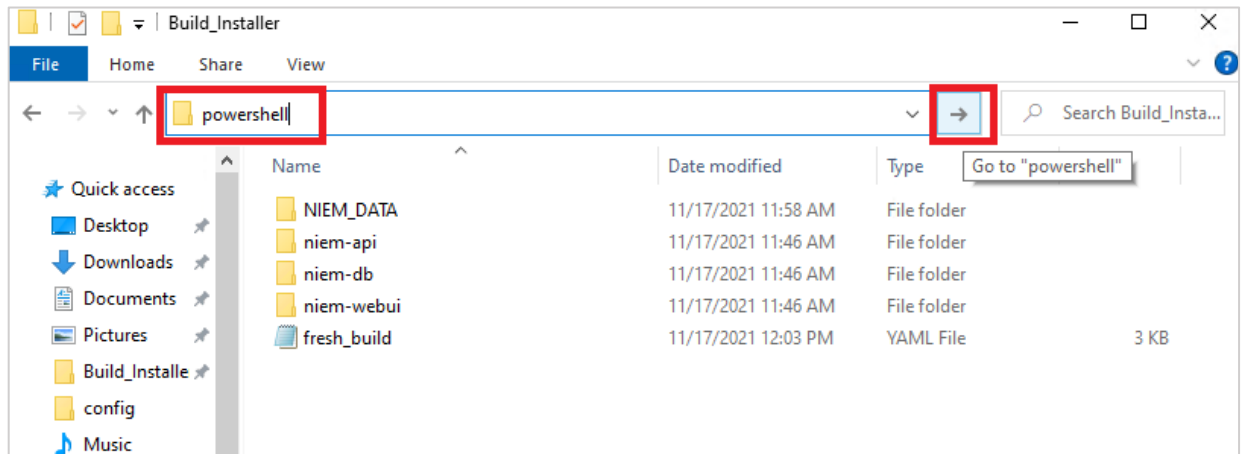 Build_Installer
File Home Share View
powershell Search Build_Insta...
Name Date modified Type Go to "powershell"
Quick access
Desktop
Downloads
Documents
Pictures
Build_Installe
config
Music
NIEM_DATA 11/17/2021 11:58 AM File folder
niem-api 11/17/2021 11:46 AM File folder
niem-db 11/17/2021 11:46 AM File folder
niem-webui 11/17/2021 11:46 AM File folder
fresh_build 11/17/2021 12:03 PM YAML File 3 KB